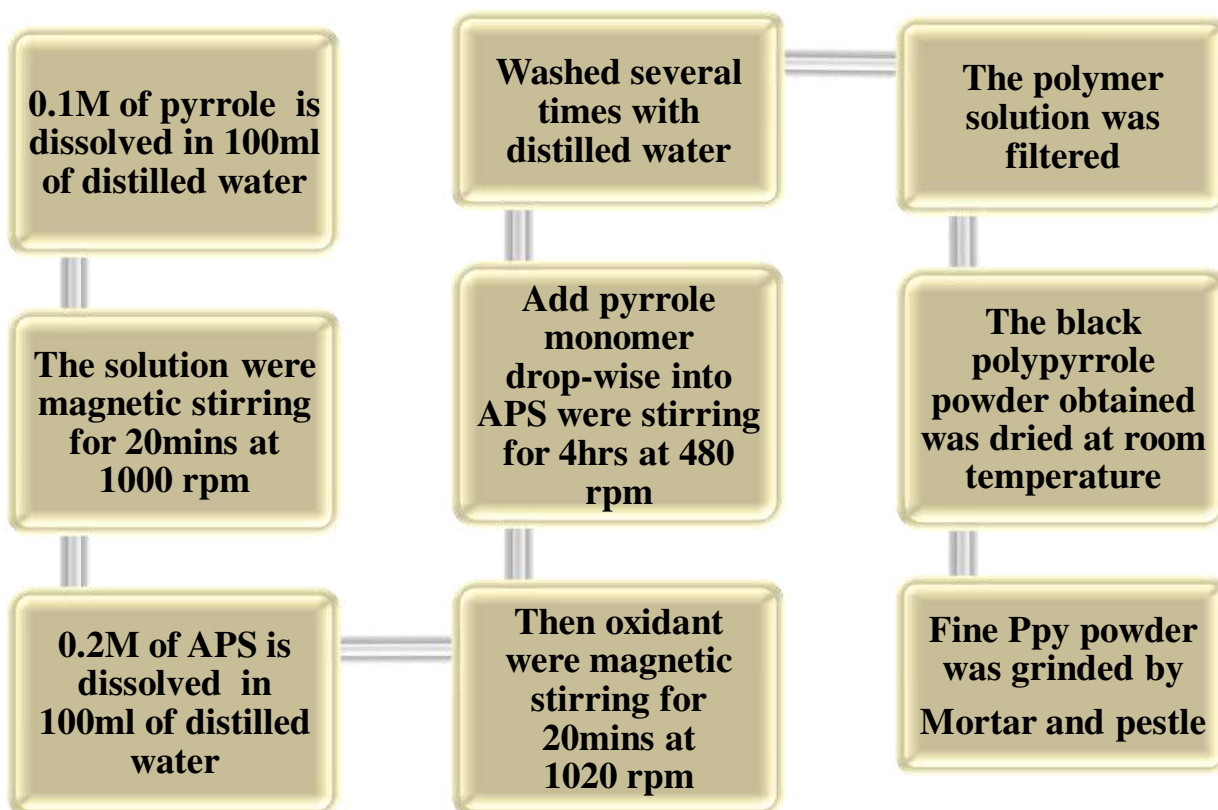 0.1M of pyrrole is
dissolved in 100ml
of distilled water
The solution were
magnetic stirring
for 20mins at
1000 rpm
0.2M of APS is
dissolved in
100ml of distilled
water
Then oxidant
were magnetic
stirring for
20mins at
1020 rpm
Add pyrrole
monomer
drop-wise into
APS were stirring
for 4hrs at 480
rpm
Washed several
times with
distilled water
The polymer
solution was
filtered
The black
polypyrrole
powder obtained
was dried at room
temperature
Fine Ppy powder
was grinded by
Mortar and pestle